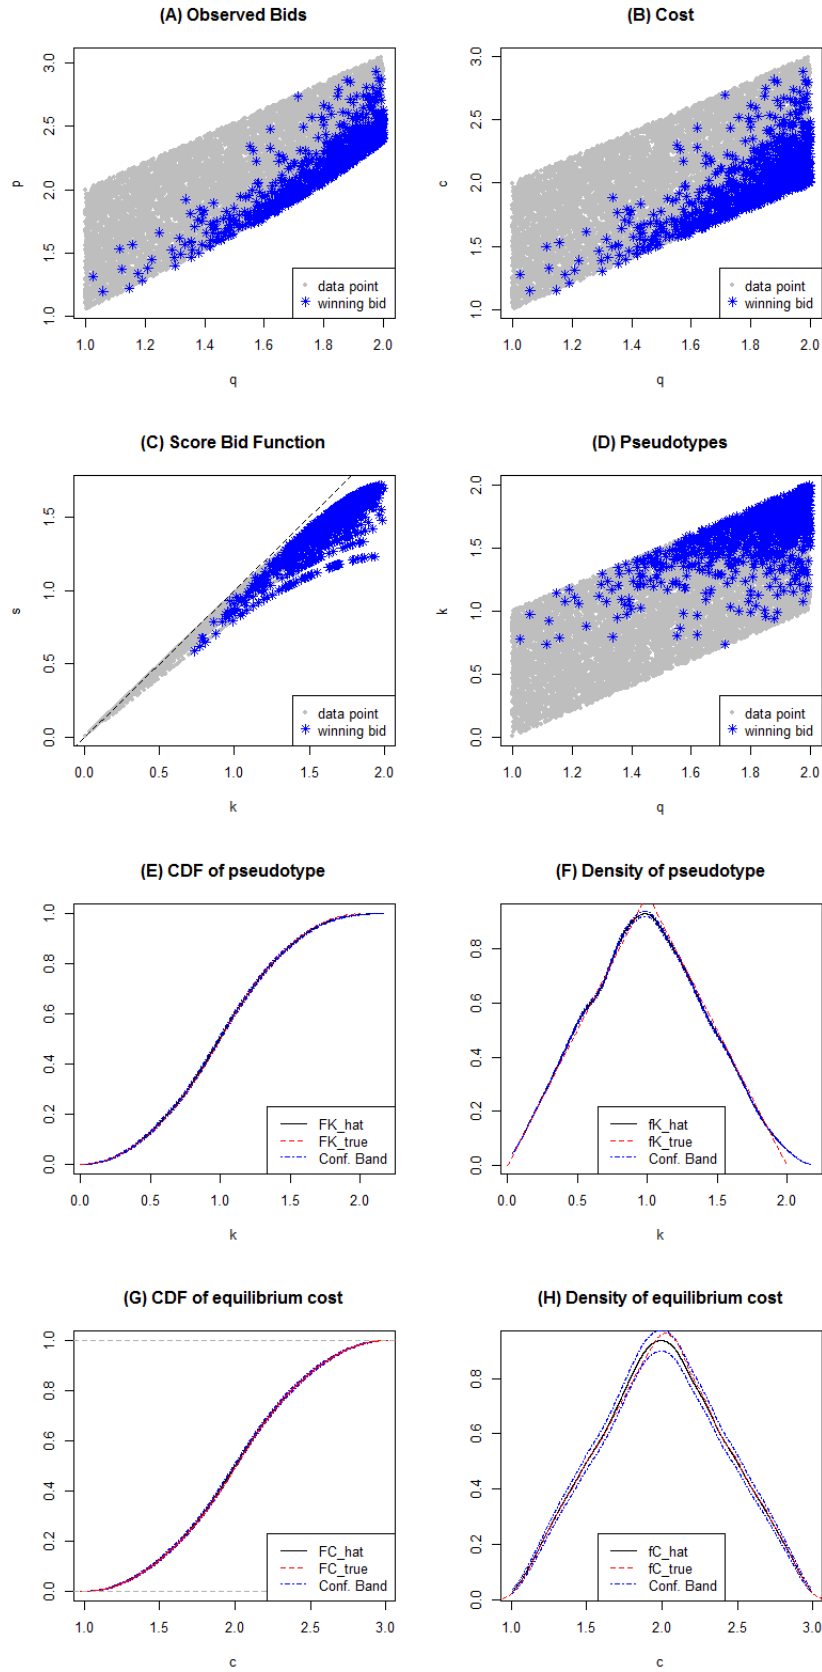 (A) Observed Bids
p
3.0
2.5
2.0
1.5
1.0
data point
winning bid
1.0 1.2 1.4 1.6 1.8 2.0
q
(B) Cost
c
3.0
2.5
2.0
1.5
1.0
data point
winning bid
1.0 1.2 1.4 1.6 1.8 2.0
q
(C) Score Bid Function
s
1.5
1.0
0.5
0.0
data point
winning bid
0.0 0.5 1.0 1.5 2.0
k
(D) Pseudotypes
k
2.0
1.5
1.0
0.5
0.0
data point
winning bid
1.0 1.2 1.4 1.6 1.8 2.0
q
(E) CDF of pseudotype
1.0
0.8
0.6
0.4
0.2
0.0
FK_hat
FK_true
Conf. Band
0.0 0.5 1.0 1.5 2.0
k
(F) Density of pseudotype
0.8
0.6
0.4
0.2
0.0
fK_hat
fK_true
Conf. Band
0.0 0.5 1.0 1.5 2.0
k
(G) CDF of equilibrium cost
1.0
0.8
0.6
0.4
0.2
0.0
FC_hat
FC_true
Conf. Band
1.0 1.5 2.0 2.5 3.0
c
(H) Density of equilibrium cost
0.8
0.6
0.4
0.2
0.0
fC_hat
fC_true
Conf. Band
1.0 1.5 2.0 2.5 3.0
c